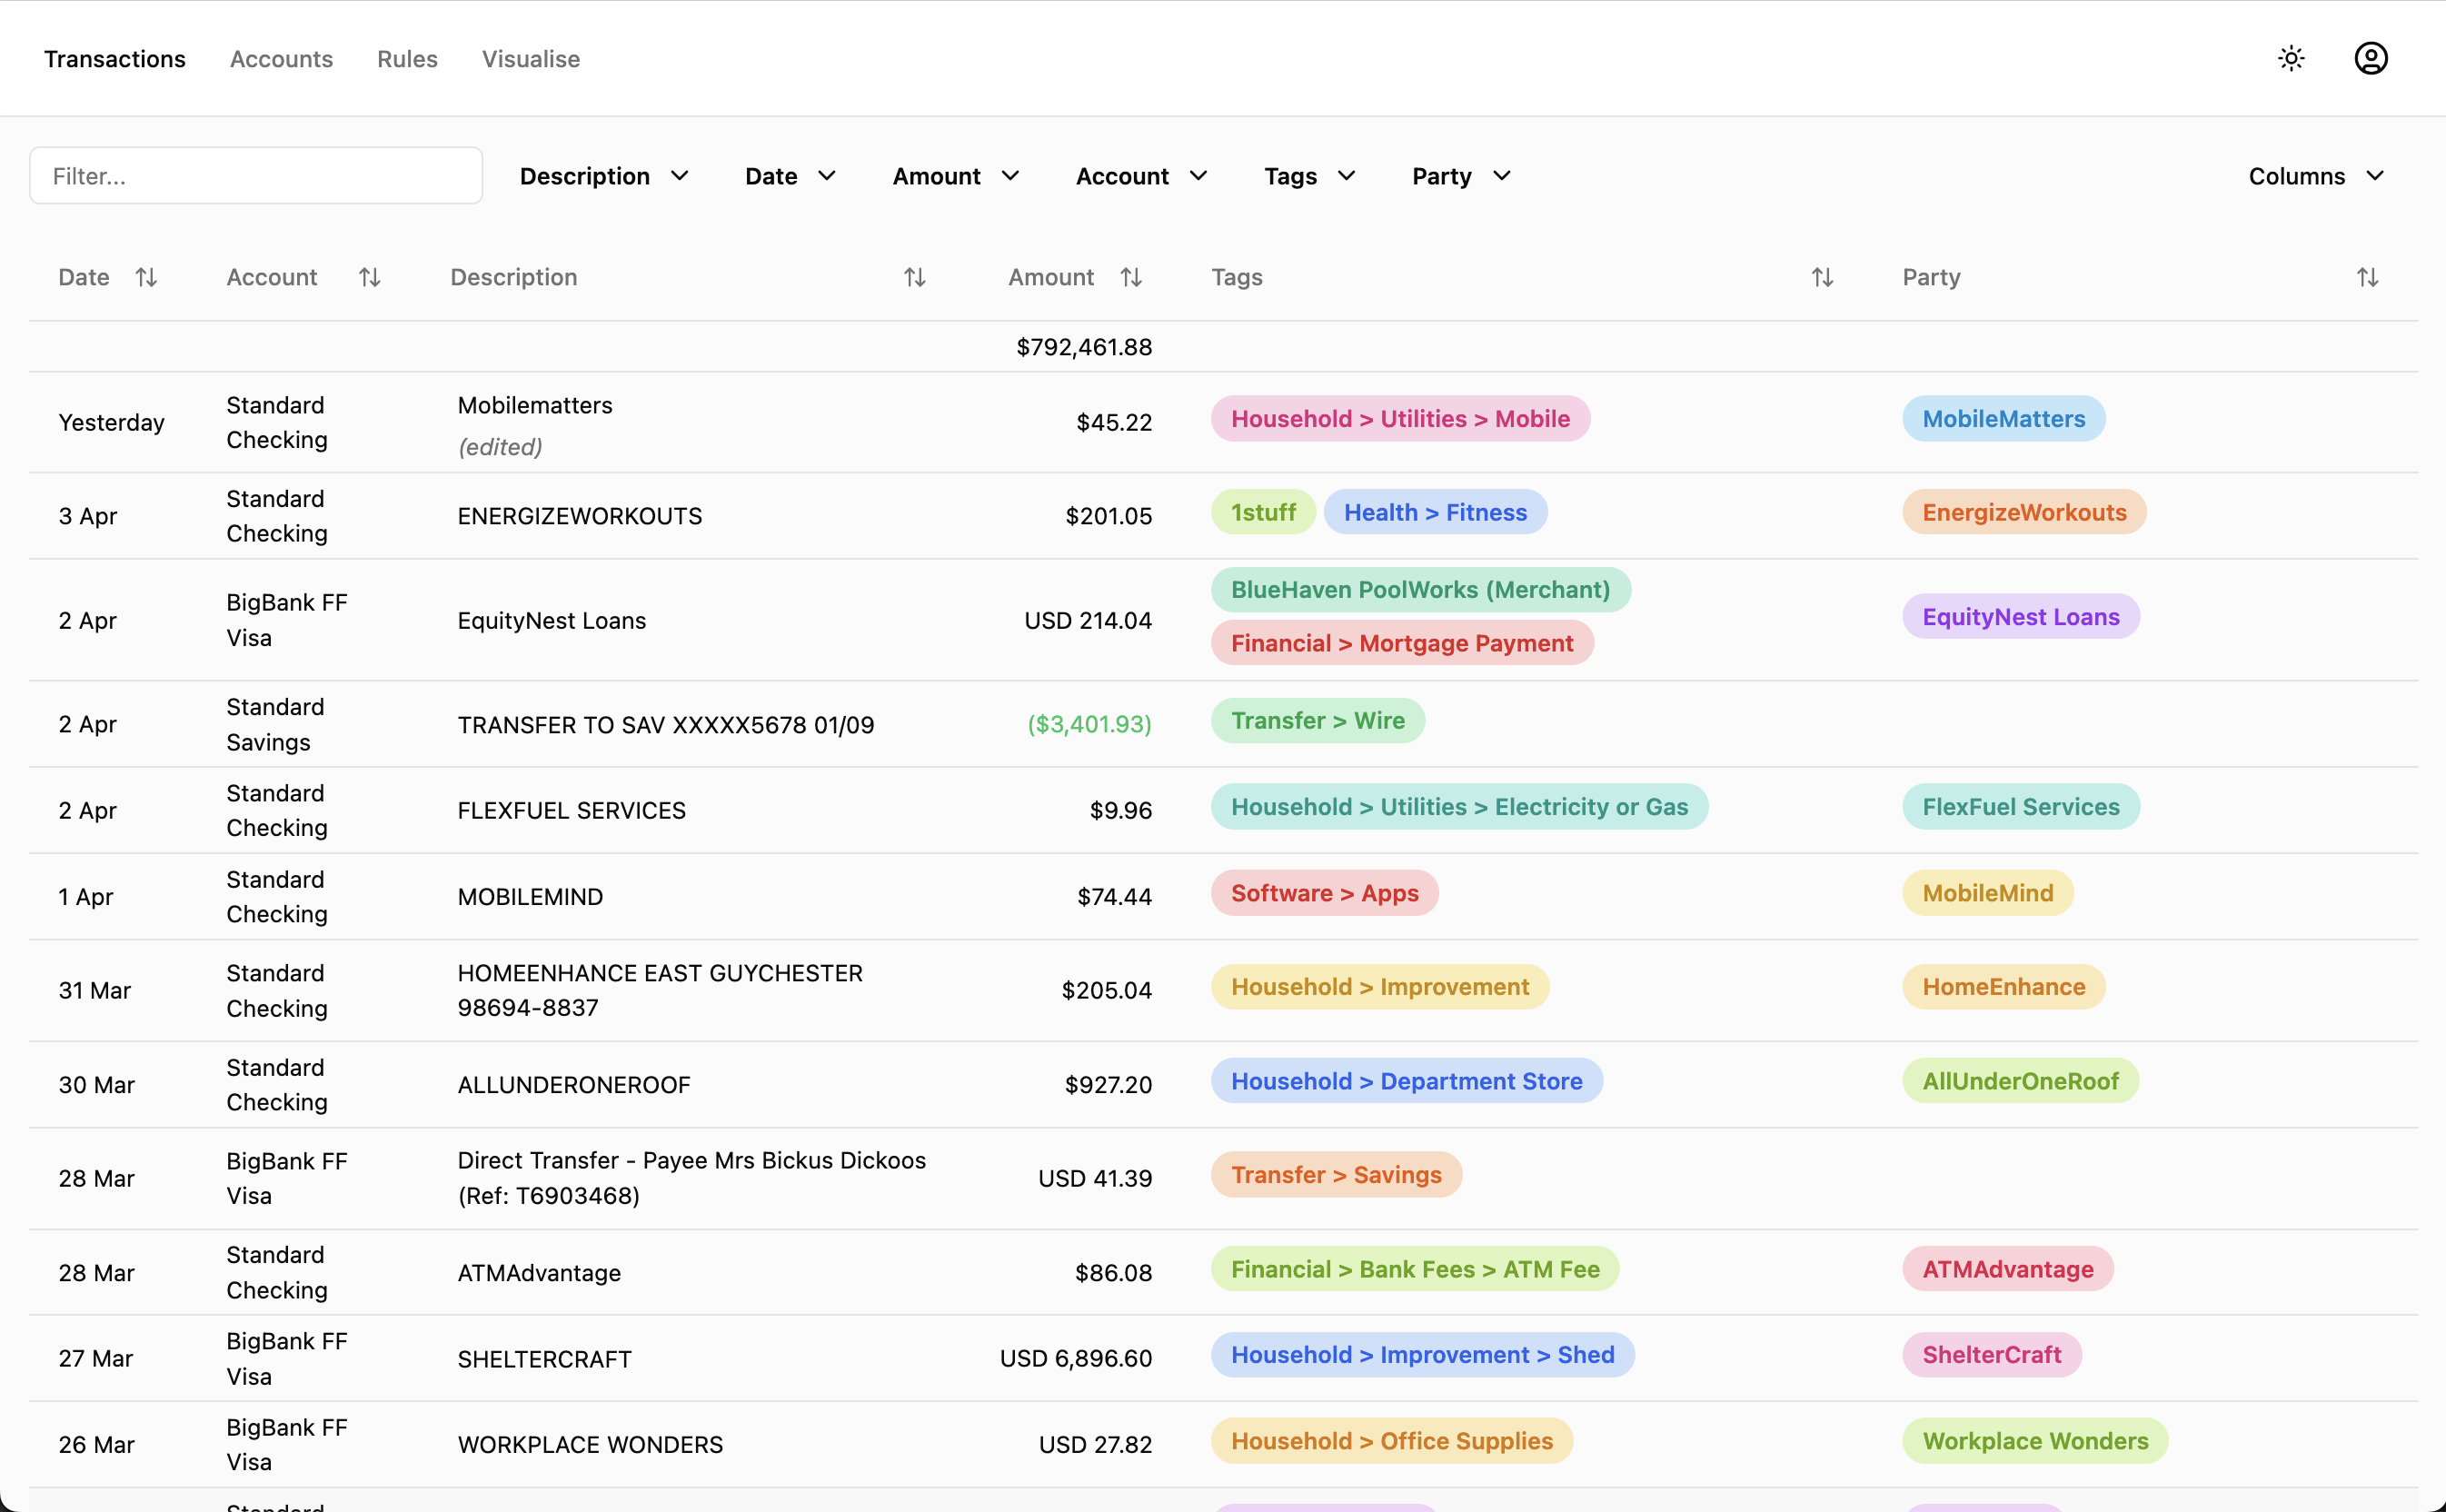 Transactions Accounts Rules Visualise
Filter... Description Date Amount Account Tags Party Columns
Date Account Description Amount Tags Party
$792,461.88
Yesterday Standard Checking Mobilematters (edited) $45.22 Household > Utilities > Mobile MobileMatters
3 Apr Standard Checking ENERGIZEWORKOUTS $201.05 1stuff Health > Fitness EnergizeWorkouts
2 Apr BigBank FF Visa EquityNest Loans USD 214.04 BlueHaven PoolWorks (Merchant) Financial > Mortgage Payment EquityNest Loans
2 Apr Standard Savings TRANSFER TO SAV XXXXX5678 01/09 ($3,401.93) Transfer > Wire
2 Apr Standard Checking FLEXFUEL SERVICES $9.96 Household > Utilities > Electricity or Gas FlexFuel Services
1 Apr Standard Checking MOBILEMIND $74.44 Software > Apps MobileMind
31 Mar Standard Checking HOMEENHANCE EAST GUYCHESTER 98694-8837 $205.04 Household > Improvement HomeEnhance
30 Mar Standard Checking ALLUNDERONEROOF $927.20 Household > Department Store AllUnderOneRoof
28 Mar BigBank FF Visa Direct Transfer - Payee Mrs Bickus Dickoos (Ref: T6903468) USD 41.39 Transfer > Savings
28 Mar Standard Checking ATMAdvantage $86.08 Financial > Bank Fees > ATM Fee ATMAdvantage
27 Mar BigBank FF Visa SHELTERCRAFT USD 6,896.60 Household > Improvement > Shed ShelterCraft
26 Mar BigBank FF Visa WORKPLACE WONDERS USD 27.82 Household > Office Supplies Workplace Wonders